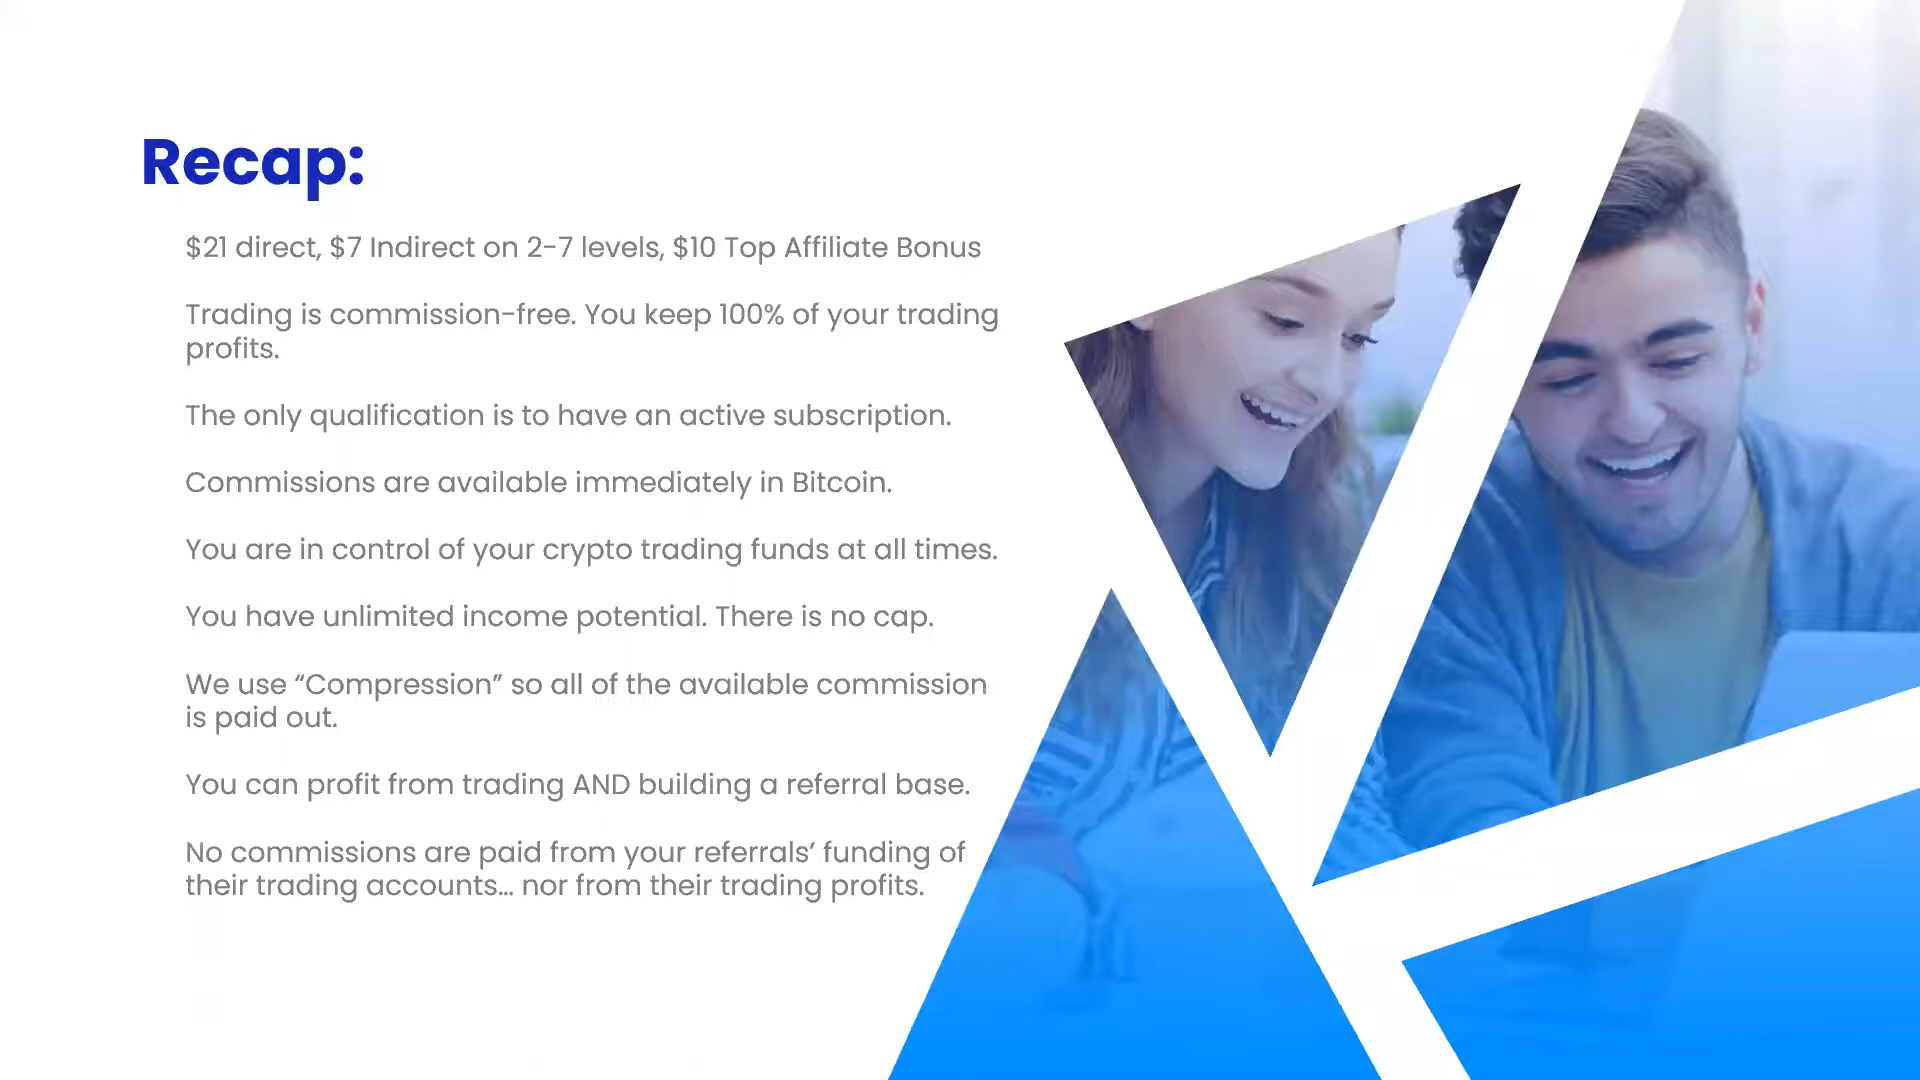 Recap:
$21 direct, $7 Indirect on 2-7 levels, $10 Top Affiliate Bonus
Trading is commission-free. You keep 100% of your trading
profits.
The only qualification is to have an active subscription.
Commissions are available immediately in Bitcoin.
You are in control of your crypto trading funds at all times.
You have unlimited income potential. There is no cap.
We use “Compression” so all of the available commission
is paid out.
You can profit from trading AND building a referral base.
No commissions are paid from your referrals’ funding of
their trading accounts... nor from their trading profits.